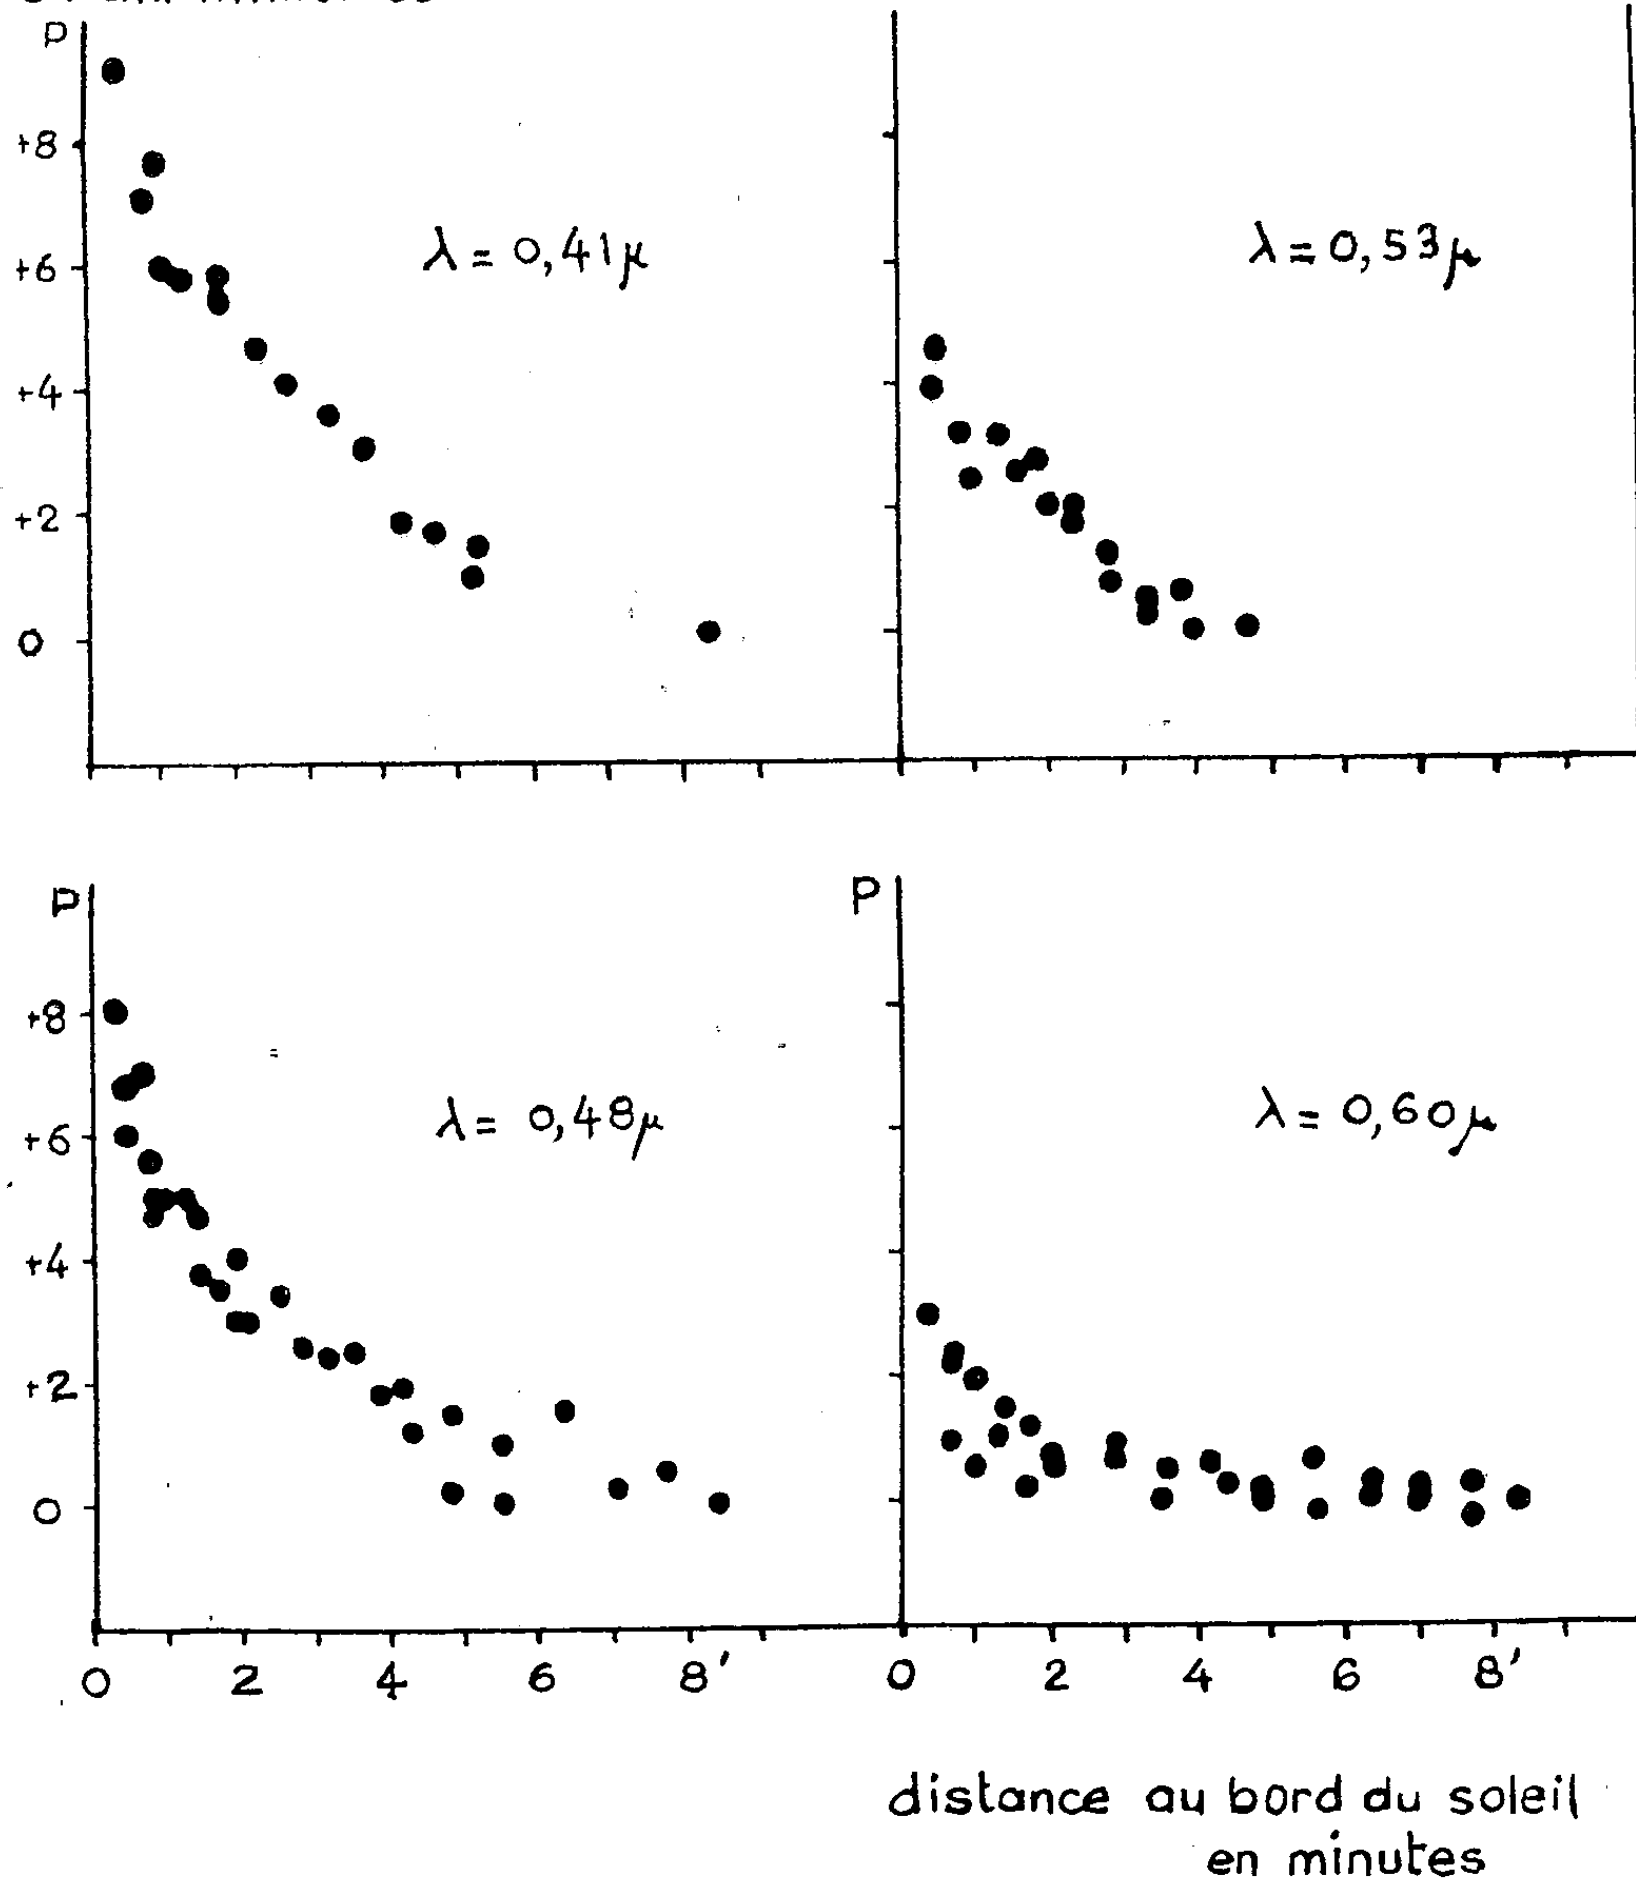 P
+8
+6
+4
+2
0
λ = 0,41μ
λ = 0,53μ
P
+8
+6
+4
+2
0
λ = 0,48μ
0 2 4 6 8'
P
λ = 0,60μ
0 2 4 6 8'
distance au bord du soleil
en minutes